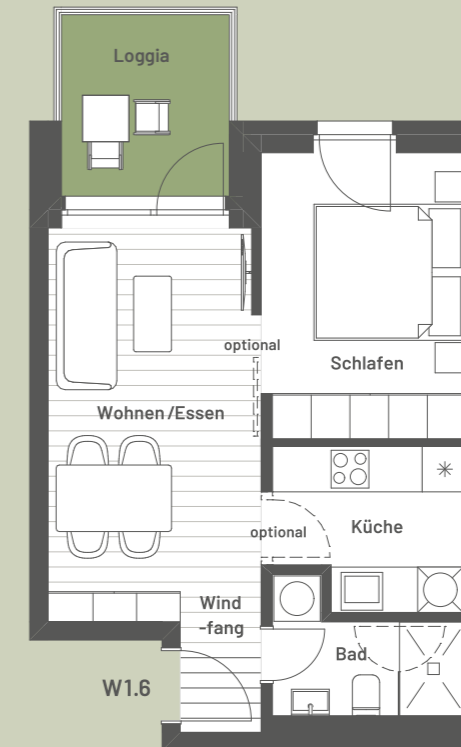 Loggia
optional
Schlafen
Wohnen/Essen
optional
Küche
Wind
-fang
Bad
W1.6